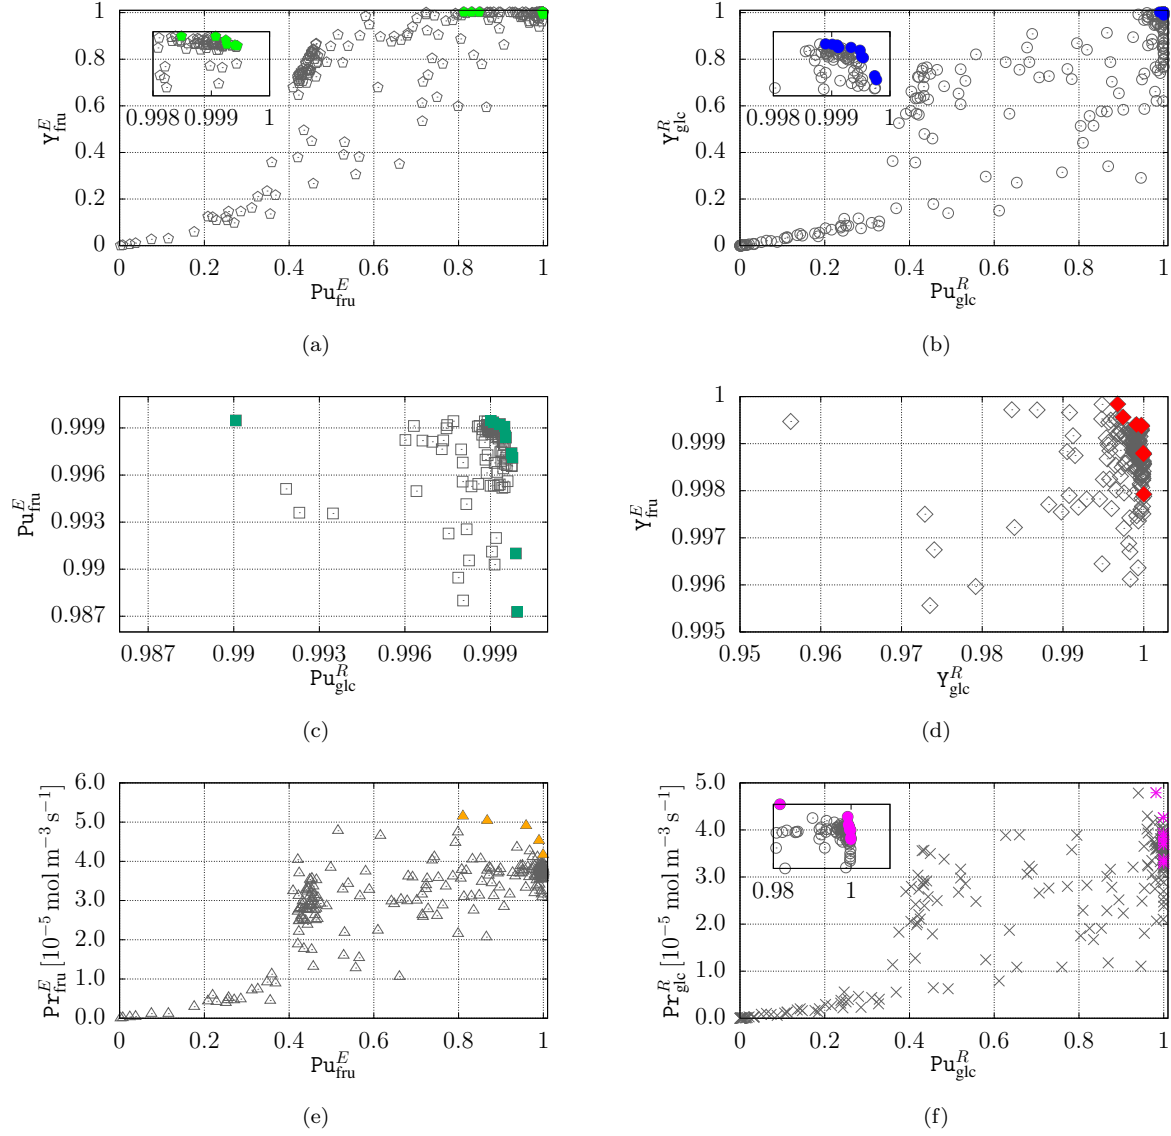 1
0.8
0.6
0.4
0.2
0
Y^E_fru
0.998 0.999 1
0 0.2 0.4 0.6 0.8 1
Pu^E_fru
(a)
1
0.8
0.6
0.4
0.2
0
Y^R_glc
0.998 0.999 1
0 0.2 0.4 0.6 0.8 1
Pu^R_glc
(b)
0.999
0.996
0.993
0.99
0.987
Pu^E_fru
0.987 0.99 0.993 0.996 0.999
Pu^R_glc
(c)
1
0.999
0.998
0.997
0.996
0.995
Y^E_fru
0.95 0.96 0.97 0.98 0.99 1
Y^R_glc
(d)
6.0
5.0
4.0
3.0
2.0
1.0
0.0
Pr^E_fru [10^−5 mol m^−3 s^−1]
0 0.2 0.4 0.6 0.8 1
Pu^E_fru
(e)
5.0
4.0
3.0
2.0
1.0
0.0
Pr^R_glc [10^−5 mol m^−3 s^−1]
0.98 1
0 0.2 0.4 0.6 0.8 1
Pu^R_glc
(f)